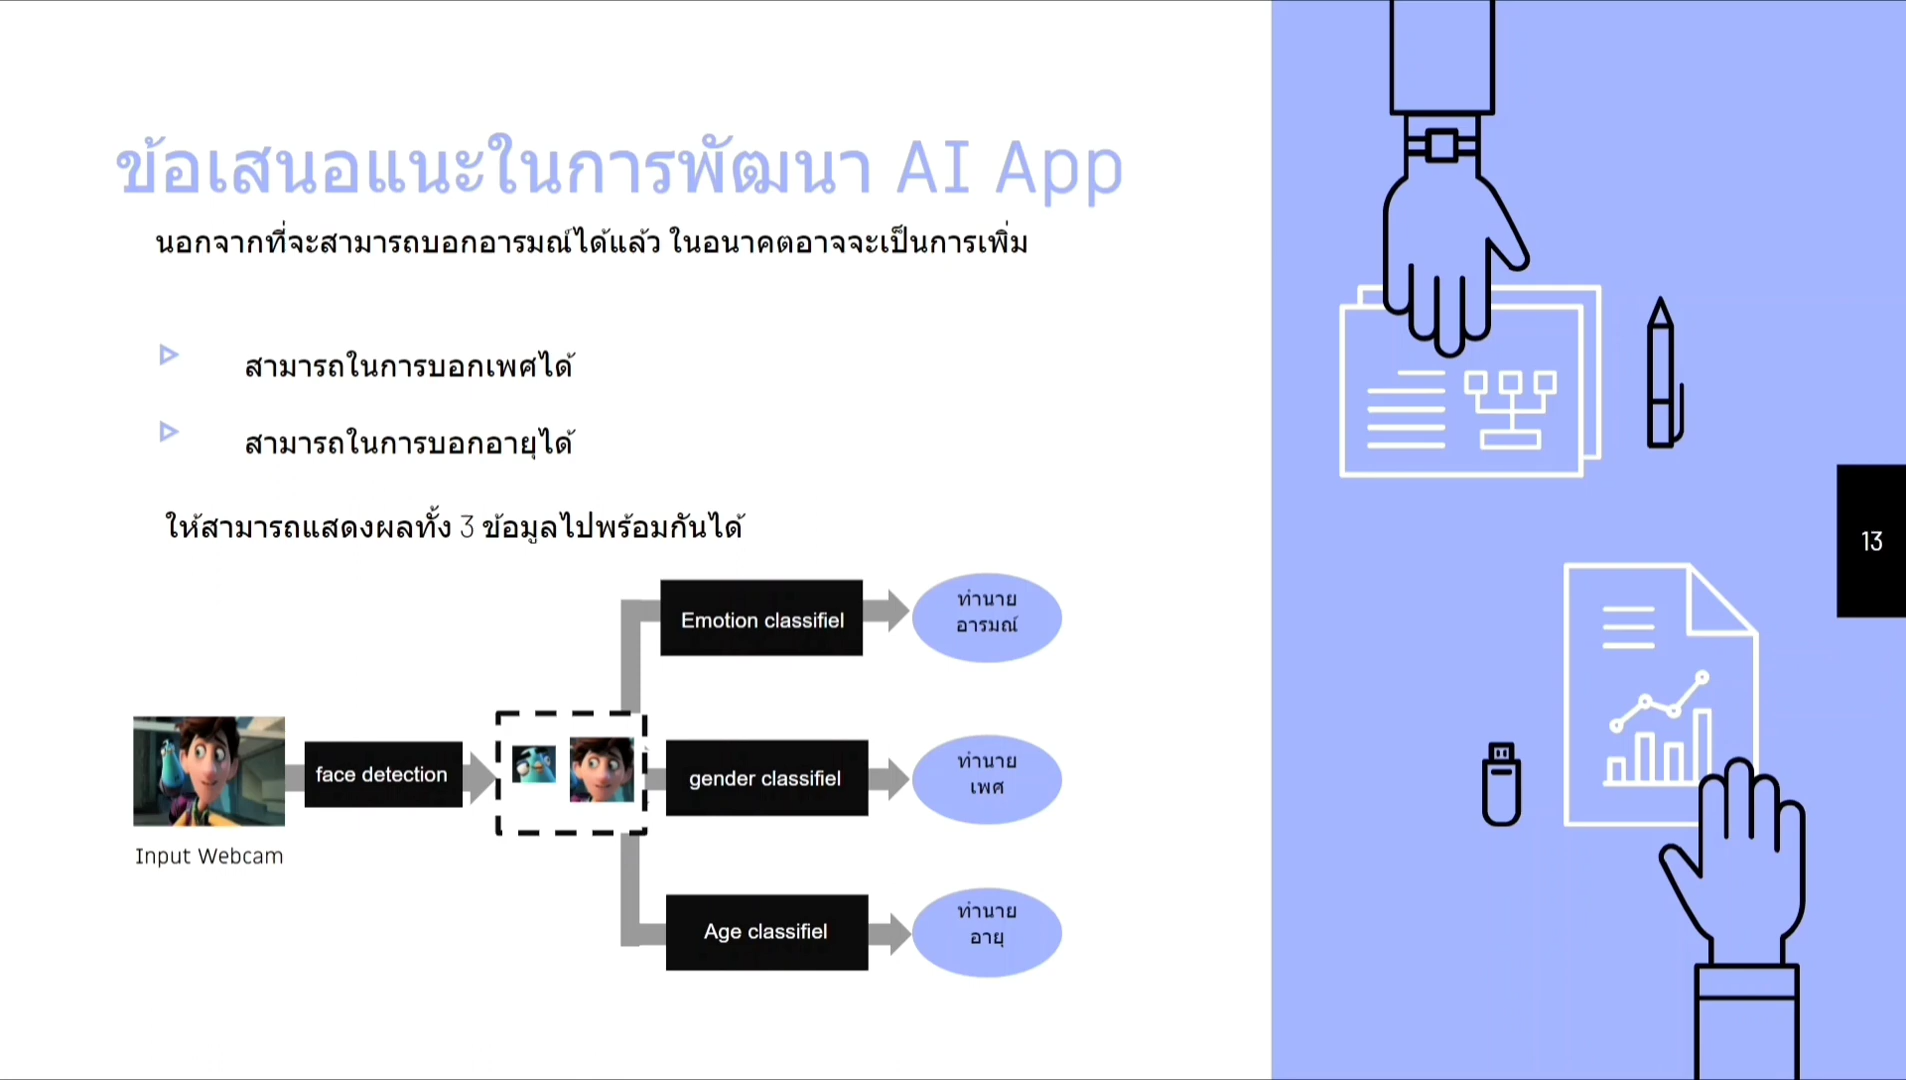 ข้อเสนอแนะในการพัฒนา AI App
นอกจากที่จะสามารถบอกอารมณ์ได้แล้ว ในอนาคตอาจจะเป็นการเพิ่ม
สามารถในการบอกเพศได้
สามารถในการบอกอายุได้
ให้สามารถแสดงผลทั้ง 3 ข้อมูลไปพร้อมกันได้
13
Emotion classifiel
ทำนาย
อารมณ์
face detection
gender classifiel
ทำนาย
เพศ
Input Webcam
Age classifiel
ทำนาย
อายุ